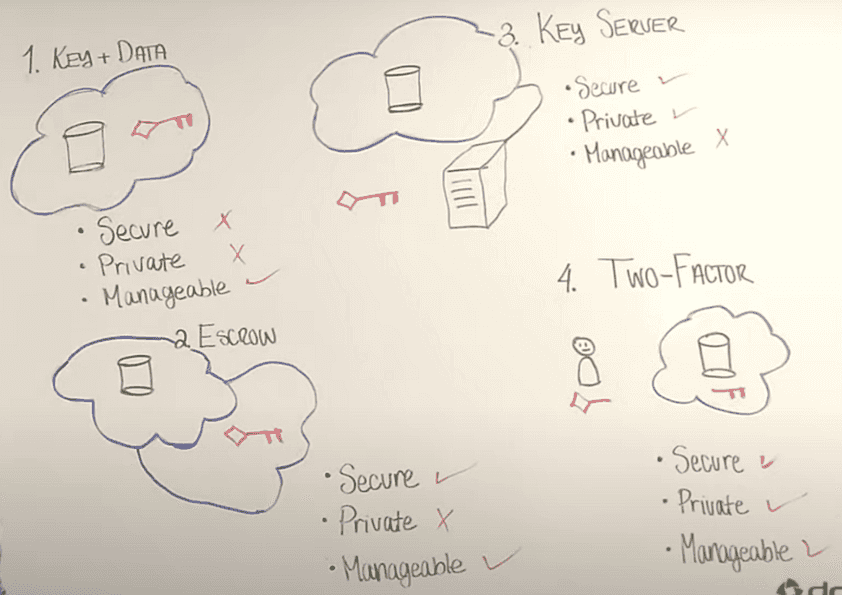 1. KEY + DATA
• Secure ✗
• Private ✗
• Manageable ✓
2 ESCROW
• Secure ✓
• Private ✗
• Manageable ✓
3. KEY SERVER
• Secure ✓
• Private ✓
• Manageable ✗
4. TWO-FACTOR
• Secure ✓
• Private ✓
• Manageable ✓